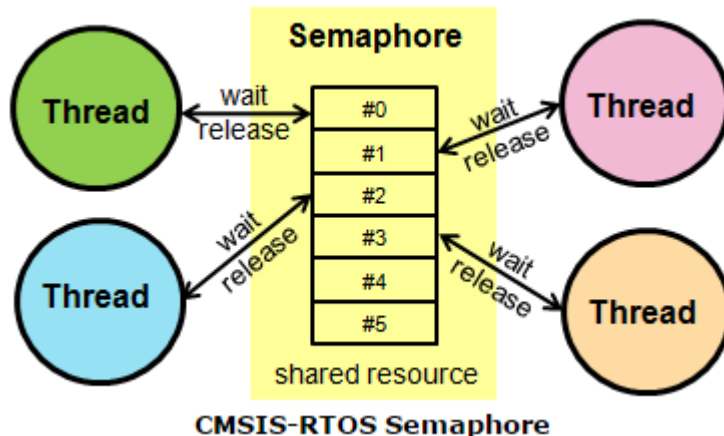 Semaphore
Thread
wait
release
#0
#1
#2
#3
#4
#5
wait
release
Thread
Thread
wait
release
wait
release
Thread
shared resource
CMSIS-RTOS Semaphore